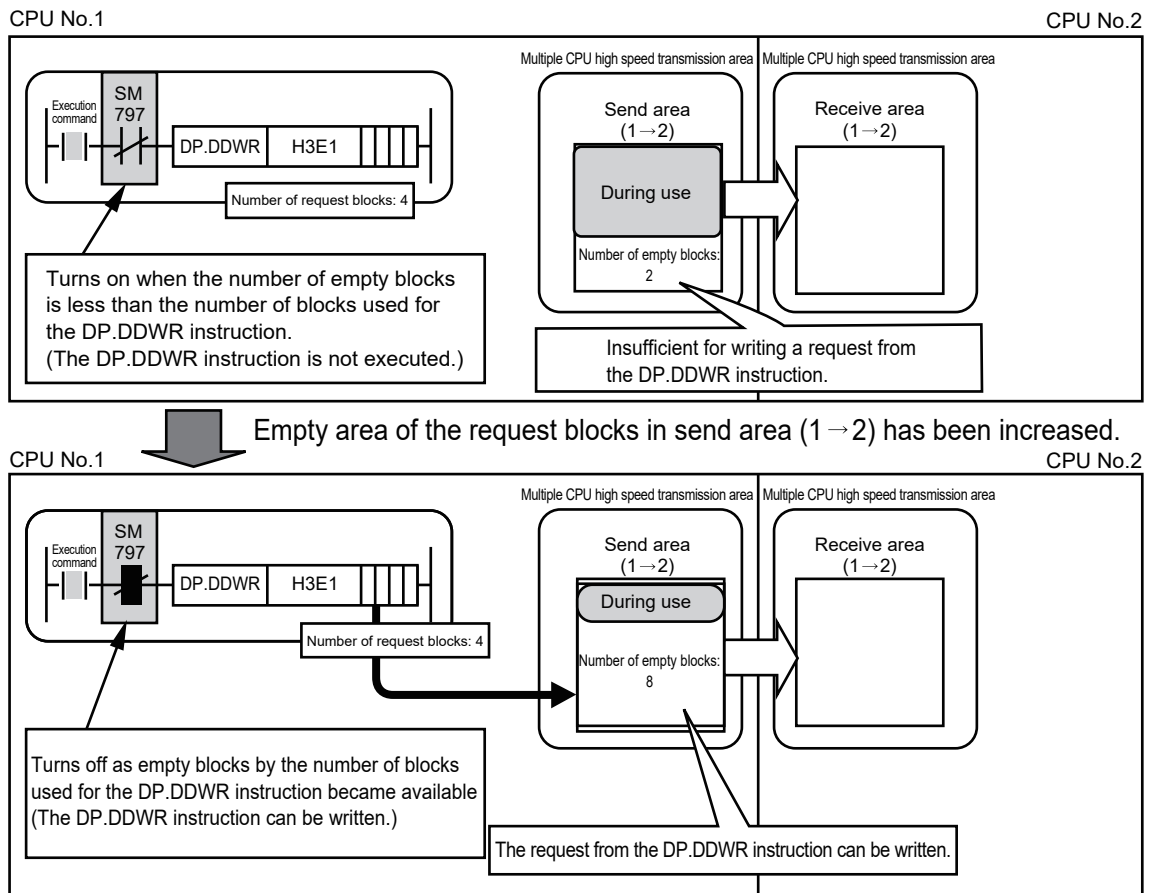 CPU No.1
CPU No.2
Multiple CPU high speed transmission area
Multiple CPU high speed transmission area
SM
797
Execution
command
DP.DDWR
H3E1
Number of request blocks: 4
Send area
(1→2)
During use
Number of empty blocks:
2
Receive area
(1→2)
Turns on when the number of empty blocks
is less than the number of blocks used for
the DP.DDWR instruction.
(The DP.DDWR instruction is not executed.)
Insufficient for writing a request from
the DP.DDWR instruction.
Empty area of the request blocks in send area (1→2) has been increased.
CPU No.1
CPU No.2
Multiple CPU high speed transmission area
Multiple CPU high speed transmission area
SM
797
Execution
command
DP.DDWR
H3E1
Number of request blocks: 4
Send area
(1→2)
During use
Number of empty blocks:
8
Receive area
(1→2)
Turns off as empty blocks by the number of blocks
used for the DP.DDWR instruction became available
(The DP.DDWR instruction can be written.)
The request from the DP.DDWR instruction can be written.